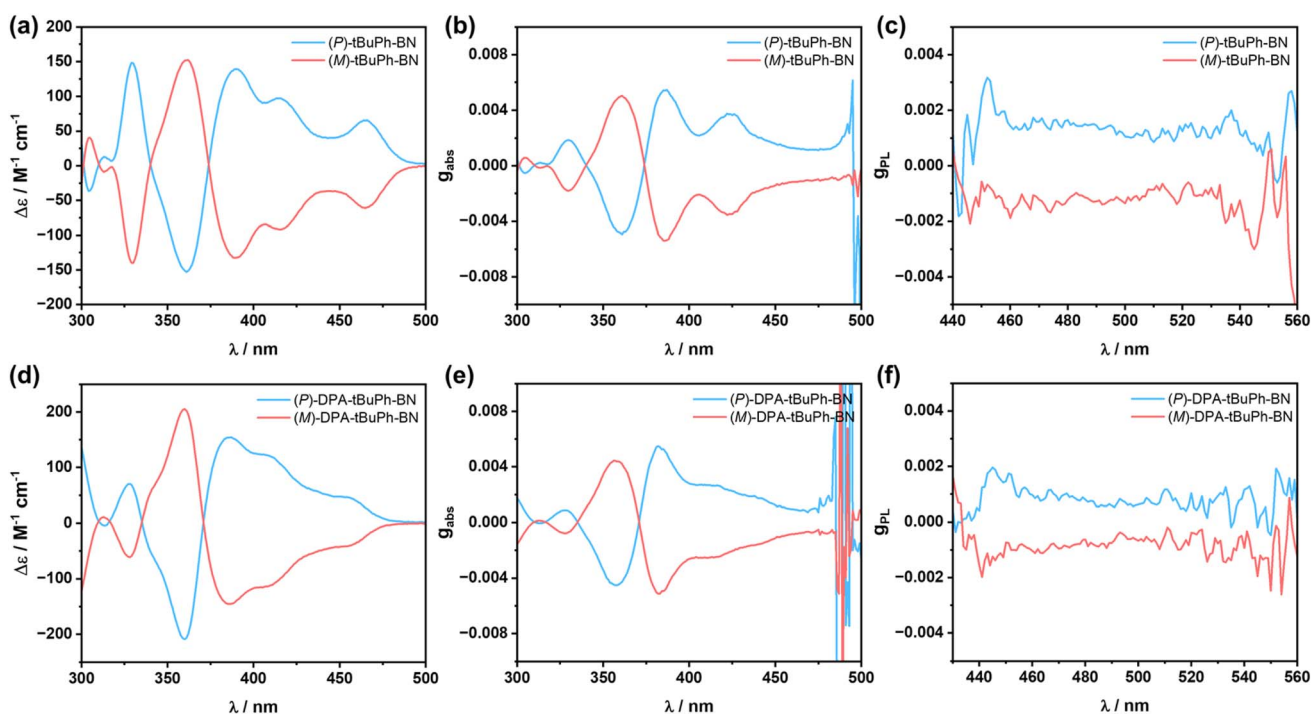 (a)
(P)-tBuPh-BN
(M)-tBuPh-BN
Δε / M⁻¹ cm⁻¹
200
150
100
50
0
−50
−100
−150
−200
300
350
400
450
500
λ / nm
(b)
(P)-tBuPh-BN
(M)-tBuPh-BN
g_abs
0.008
0.004
0.000
−0.004
−0.008
300
350
400
450
500
λ / nm
(c)
(P)-tBuPh-BN
(M)-tBuPh-BN
g_PL
0.004
0.002
0.000
−0.002
−0.004
440
460
480
500
520
540
560
λ / nm
(d)
(P)-DPA-tBuPh-BN
(M)-DPA-tBuPh-BN
Δε / M⁻¹ cm⁻¹
200
100
0
−100
−200
300
350
400
450
500
λ / nm
(e)
(P)-DPA-tBuPh-BN
(M)-DPA-tBuPh-BN
g_abs
0.008
0.004
0.000
−0.004
−0.008
300
350
400
450
500
λ / nm
(f)
(P)-DPA-tBuPh-BN
(M)-DPA-tBuPh-BN
g_PL
0.004
0.002
0.000
−0.002
−0.004
440
460
480
500
520
540
560
λ / nm